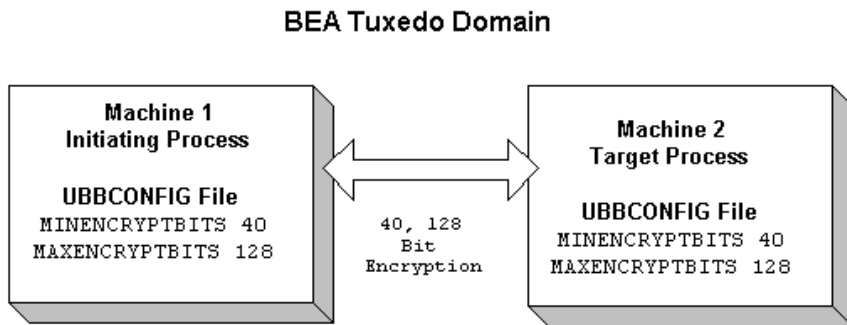 BEA Tuxedo Domain
Machine 1
Initiating Process
UBBCONFIG File
MINENCRYPTBITS 40
MAXENCRYPTBITS 128
40, 128
Bit
Encryption
Machine 2
Target Process
UBBCONFIG File
MINENCRYPTBITS 40
MAXENCRYPTBITS 128